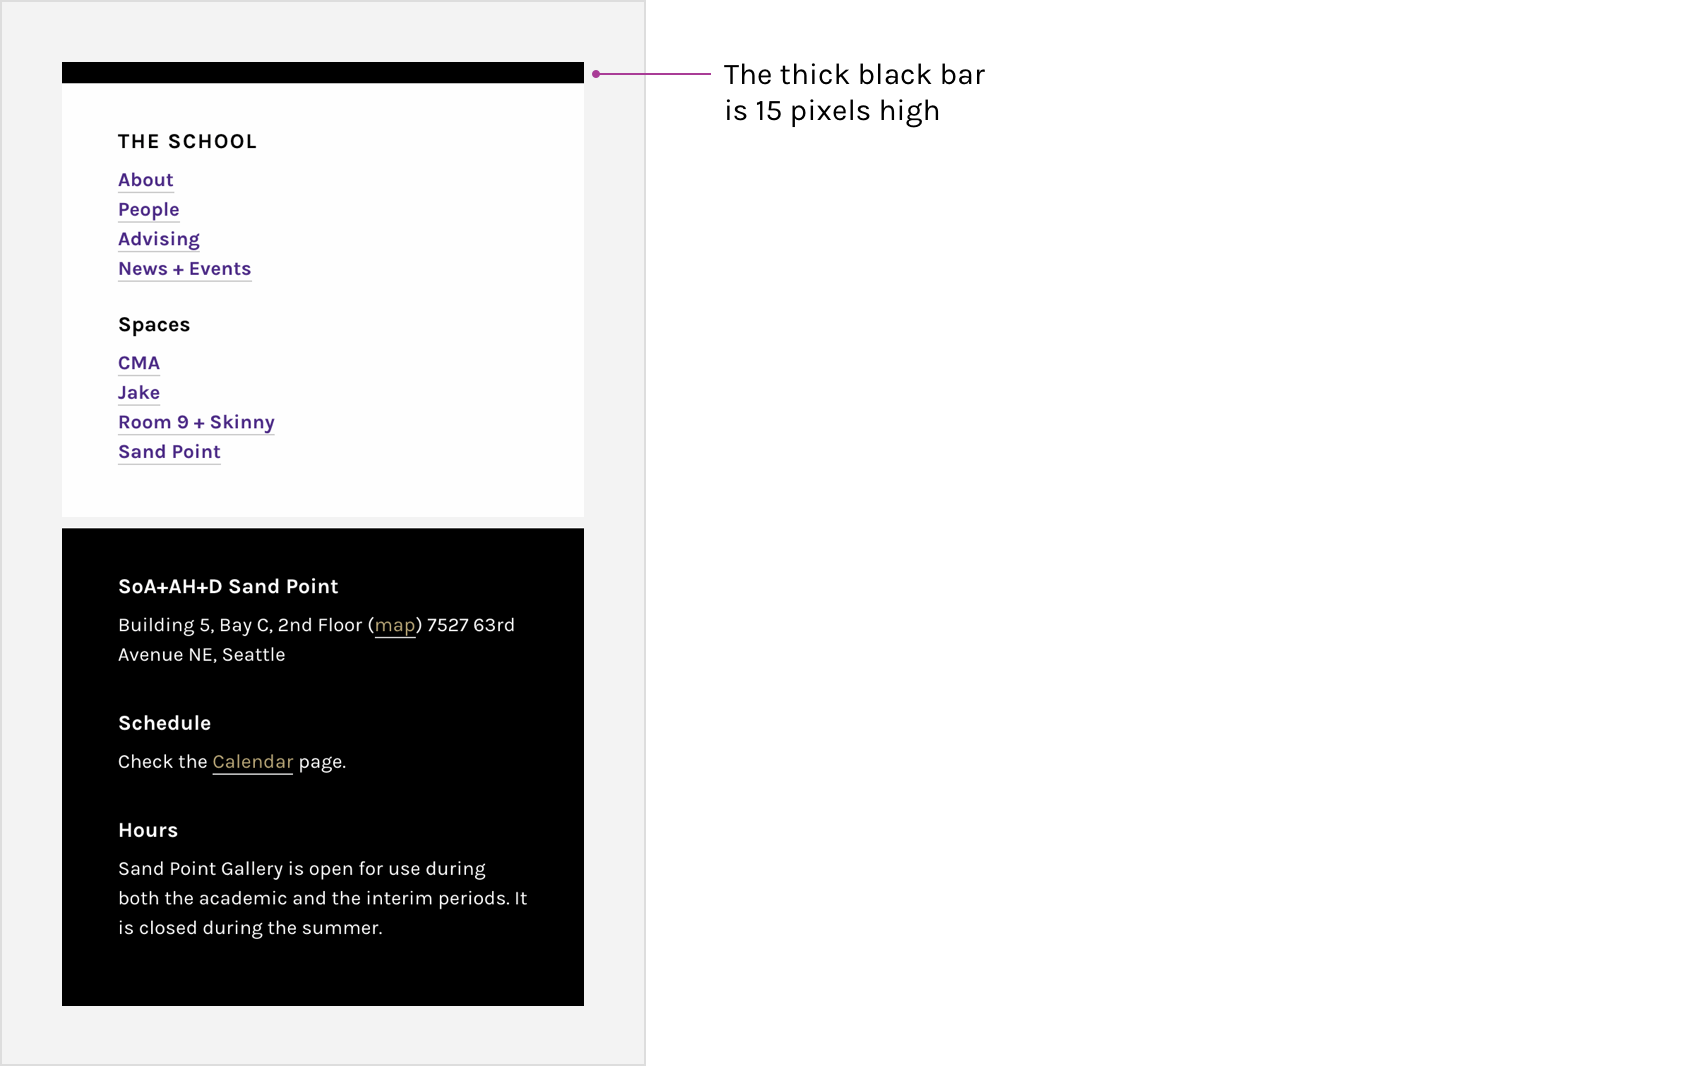 The thick black bar
is 15 pixels high
THE SCHOOL
About
People
Advising
News + Events
Spaces
CMA
Jake
Room 9 + Skinny
Sand Point
SoA+AH+D Sand Point
Building 5, Bay C, 2nd Floor (map) 7527 63rd
Avenue NE, Seattle
Schedule
Check the Calendar page.
Hours
Sand Point Gallery is open for use during
both the academic and the interim periods. It
is closed during the summer.